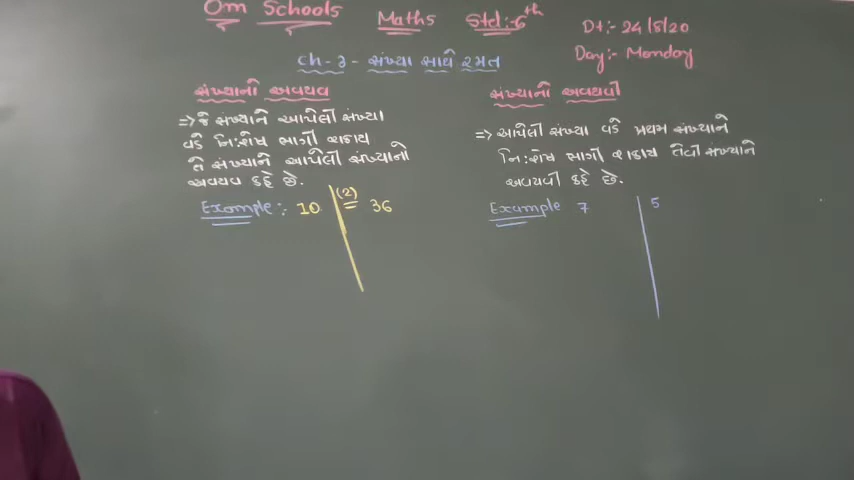 Om Schools Maths Std:-6th Dt:- 24/5/20
Day:- Monday
Ch-3 - સંખ્યા સાથે રમત
સંખ્યાનો અવયવ
=> જે સંખ્યાને આપેલી સંખ્યા
વડે નિ:શેષ ભાગી શકાય
તે સંખ્યાને આપેલી સંખ્યાનો
અવયવ કહે છે.
Example:- 10 (2) 36
સંખ્યાનો અવયવી
=> આપેલી સંખ્યા વડે પ્રથમ સંખ્યાને
નિ:શેષ ભાગી શકાય તેવી સંખ્યાને
અવયવી કહે છે.
Example 7 5